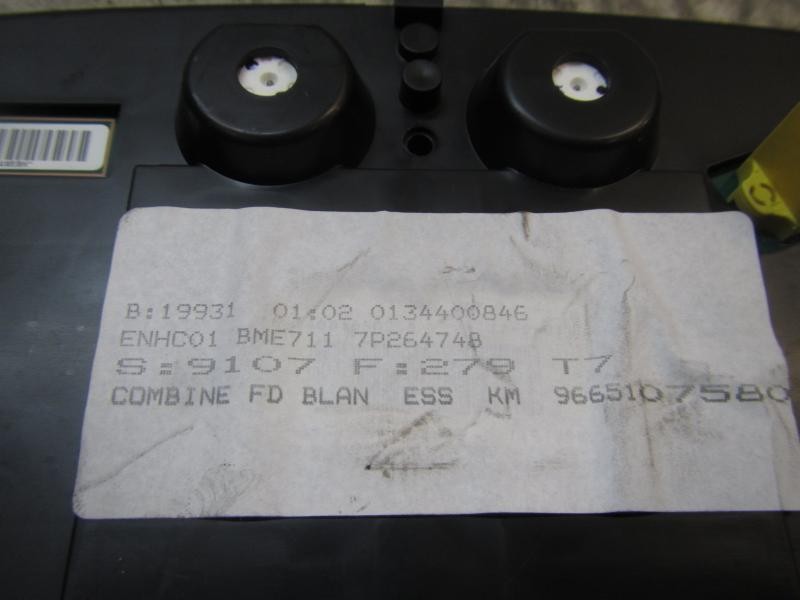 B:19931 01:02 0134400846
ENHC01 BME711 7P264748
S:9107 F:279 T7
COMBINE FD BLAN ESS KM 9665107580